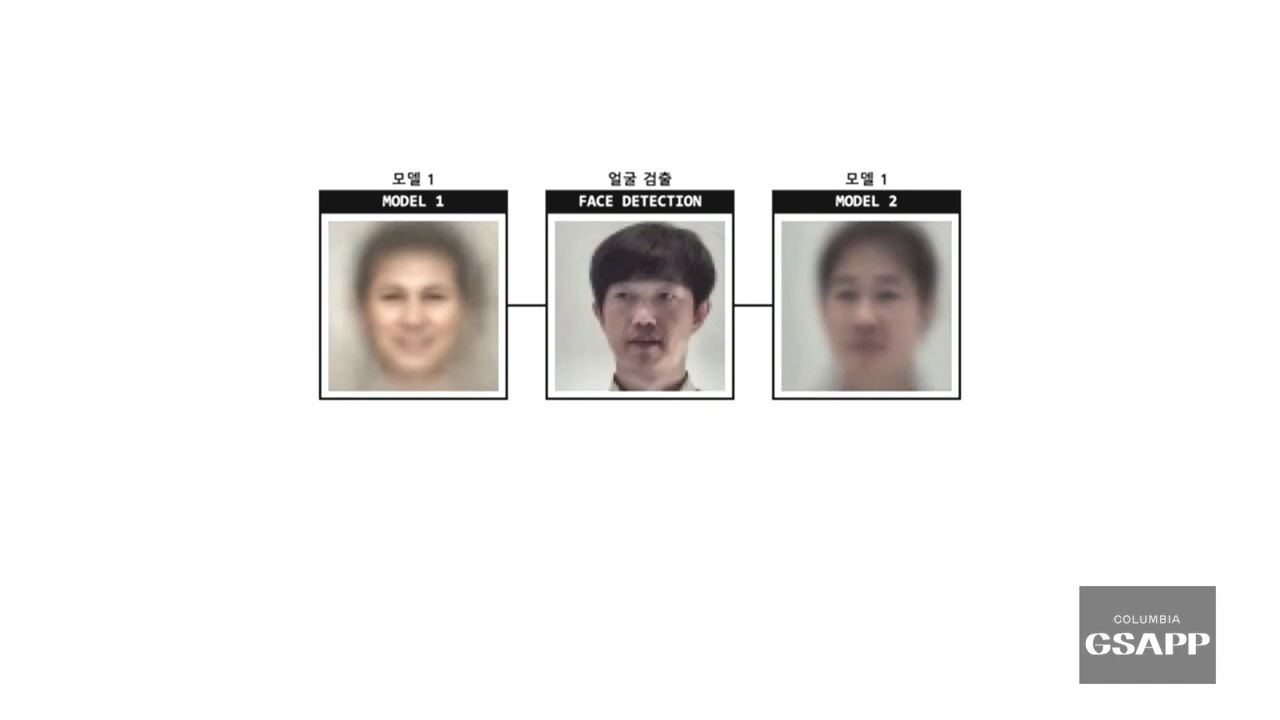 모델 1
MODEL 1
얼굴 검출
FACE DETECTION
모델 1
MODEL 2
COLUMBIA
GSAPP